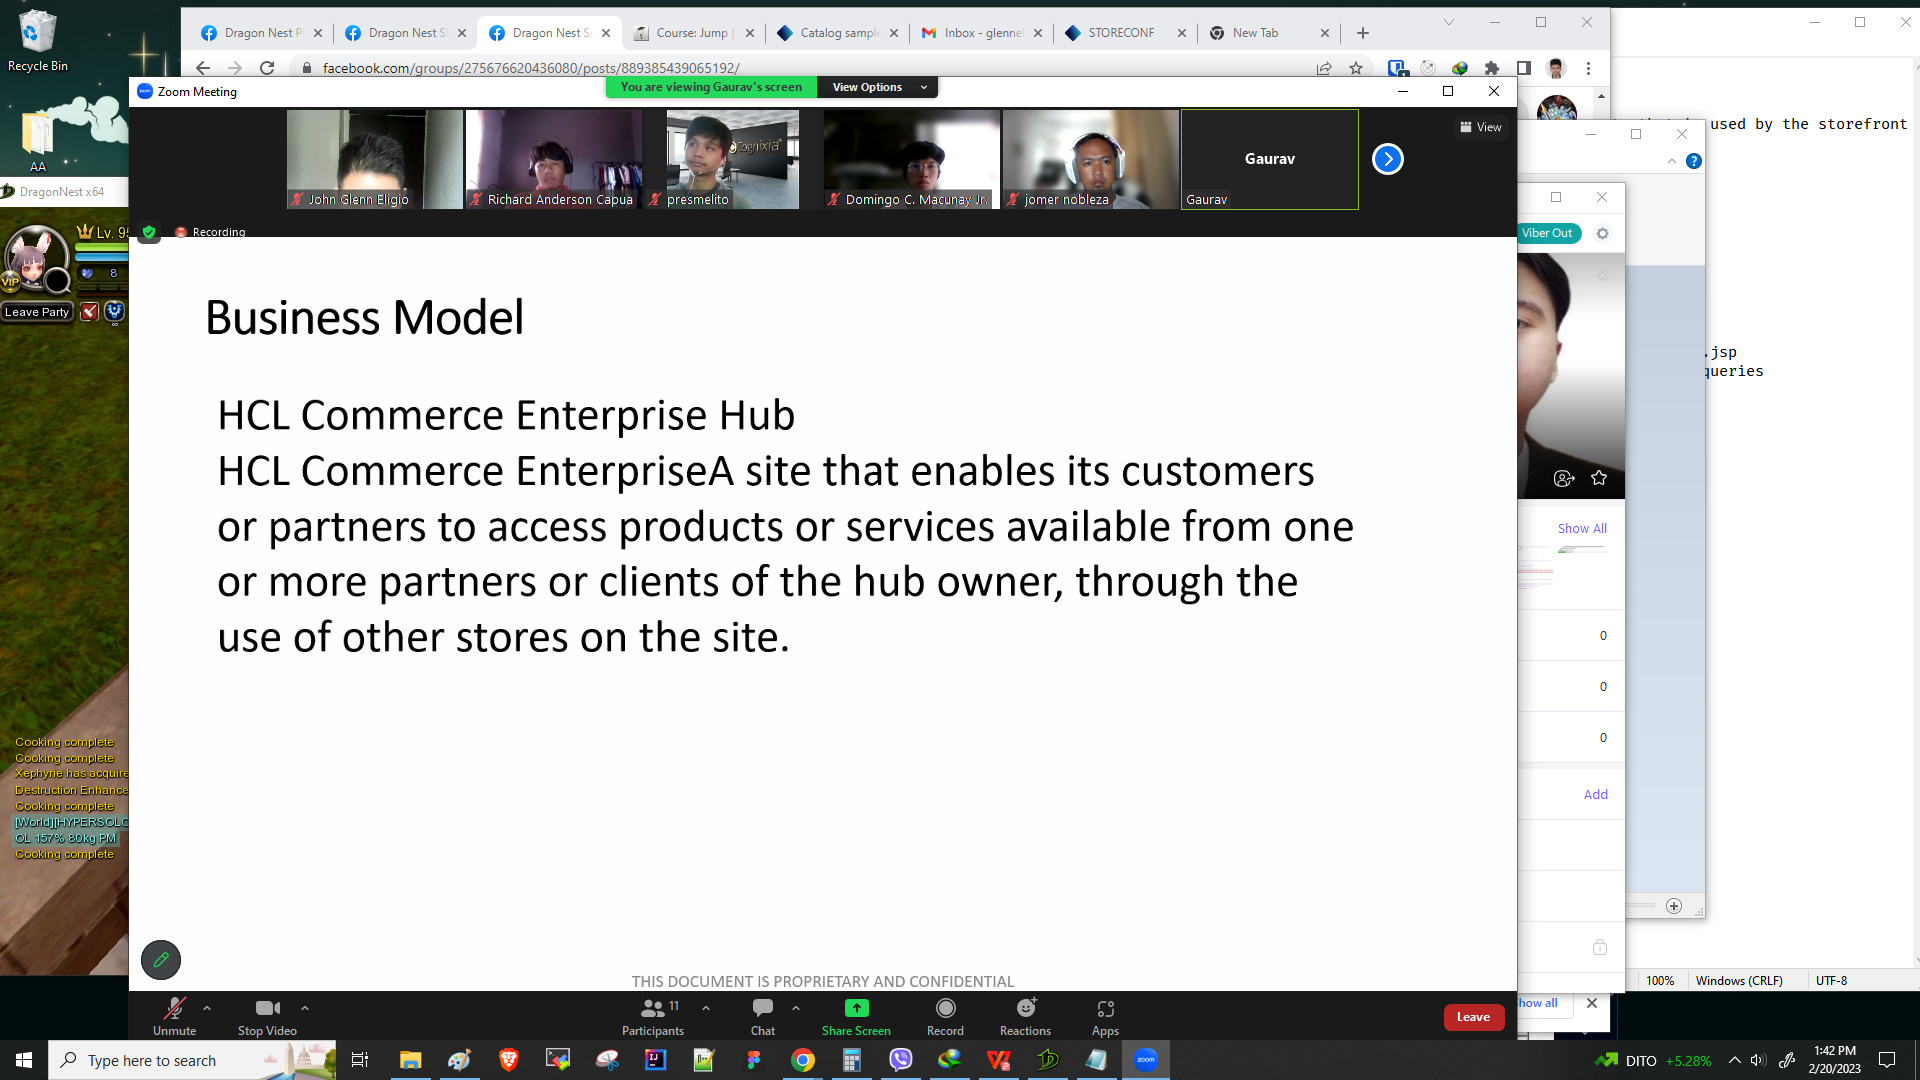 Recycle Bin
AA
DragonNest x64
Lv. 95
VIP
8
Leave Party
Cooking complete
Cooking complete
Xephyrie has acquire
Destruction Enhance
Cooking complete
[World][HYPERSOLO
OL 157% 80kg PM
Cooking complete
Dragon Nest
Dragon Nest
Dragon Nest
Course: Jump |
Catalog sample
Inbox - glennel
STORECONF
New Tab
facebook.com/groups/275676620436080/posts/889385439065192/
Zoom Meeting
You are viewing Gaurav's screen
View Options
John Glenn Eligio
Richard Anderson Capua
Cognixia
presmelito
Domingo C. Macunay Jr.
jomer nobleza
Gaurav
Gaurav
View
Recording
Business Model
HCL Commerce Enterprise Hub
HCL Commerce EnterpriseA site that enables its customers
or partners to access products or services available from one
or more partners or clients of the hub owner, through the
use of other stores on the site.
THIS DOCUMENT IS PROPRIETARY AND CONFIDENTIAL
Unmute
Stop Video
Participants
11
Chat
Share Screen
Record
Reactions
Apps
Leave
used by the storefront
Viber Out
.jsp
queries
Show All
0
0
0
Add
100%
Windows (CRLF)
UTF-8
Show all
Type here to search
zoom
DITO +5.28%
1:42 PM
2/20/2023